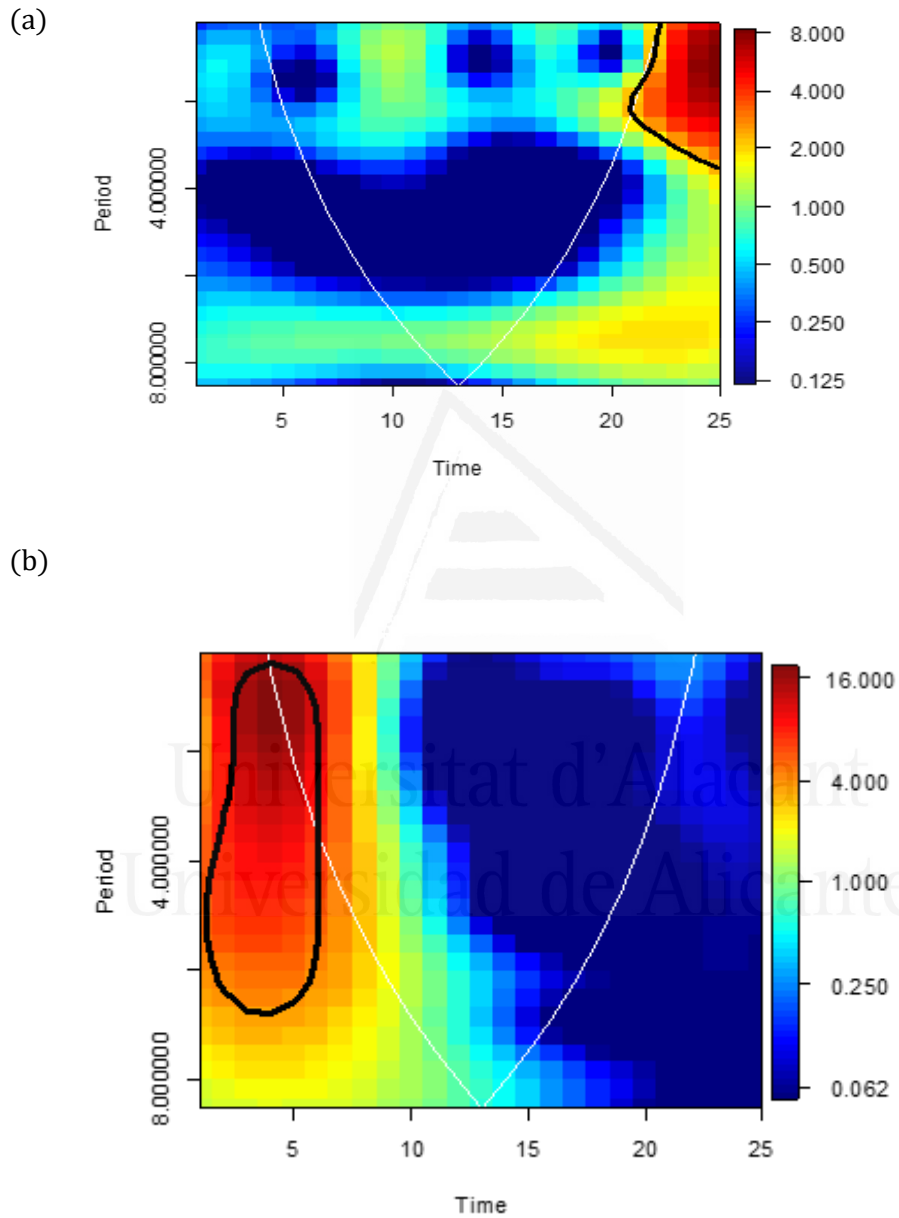 (a)
8.000
4.000
2.000
1.000
0.500
0.250
0.125
Period
4.000000
8.000000
5 10 15 20 25
Time
(b)
16.000
4.000
1.000
0.250
0.062
Period
4.000000
8.000000
5 10 15 20 25
Time
Universitat d'Alacant
Universidad de Alicante